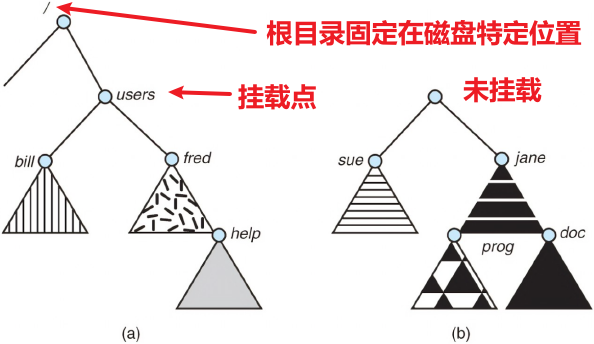 /
根目录固定在磁盘特定位置
users
挂载点
未挂载
bill
fred
sue
jane
help
prog
doc
(a)
(b)